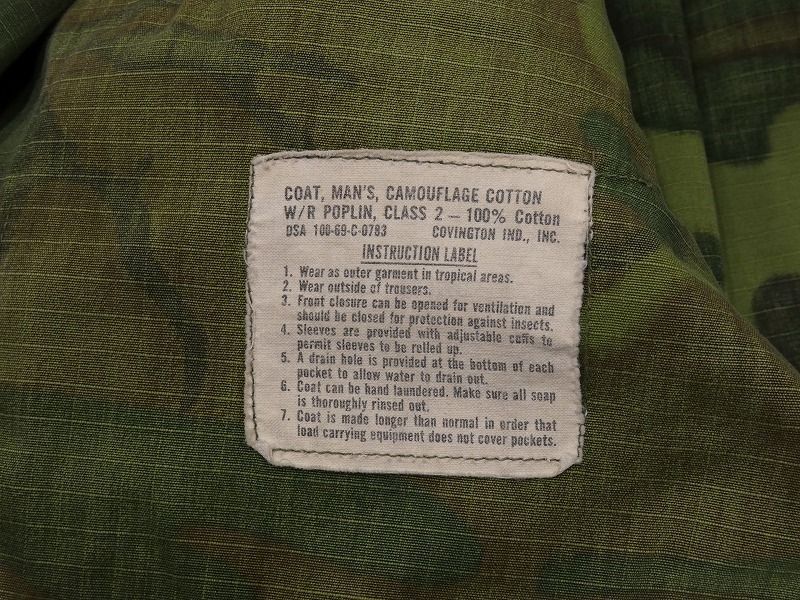 COAT, MAN'S, CAMOUFLAGE COTTON
W/R POPLIN, CLASS 2 — 100% Cotton
DSA 100-69-C-0783 COVINGTON IND., INC.
INSTRUCTION LABEL
1. Wear as outer garment in tropical areas.
2. Wear outside of trousers.
3. Front closure can be opened for ventilation and
should be closed for protection against insects.
4. Sleeves are provided with adjustable cuffs to
permit sleeves to be rolled up.
5. A drain hole is provided at the bottom of each
pocket to allow water to drain out.
6. Coat can be hand laundered. Make sure all soap
is thoroughly rinsed out.
7. Coat is made longer than normal in order that
load carrying equipment does not cover pockets.